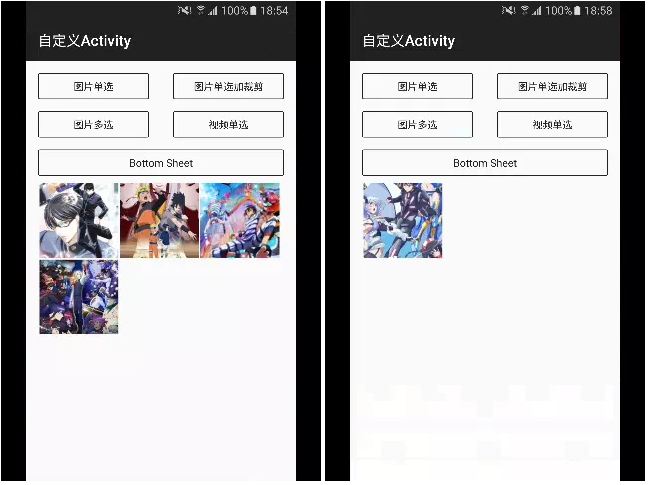 100% 18:54
自定义Activity
图片单选 图片单选加裁剪
图片多选 视频单选
Bottom Sheet
100% 18:58
自定义Activity
图片单选 图片单选加裁剪
图片多选 视频单选
Bottom Sheet